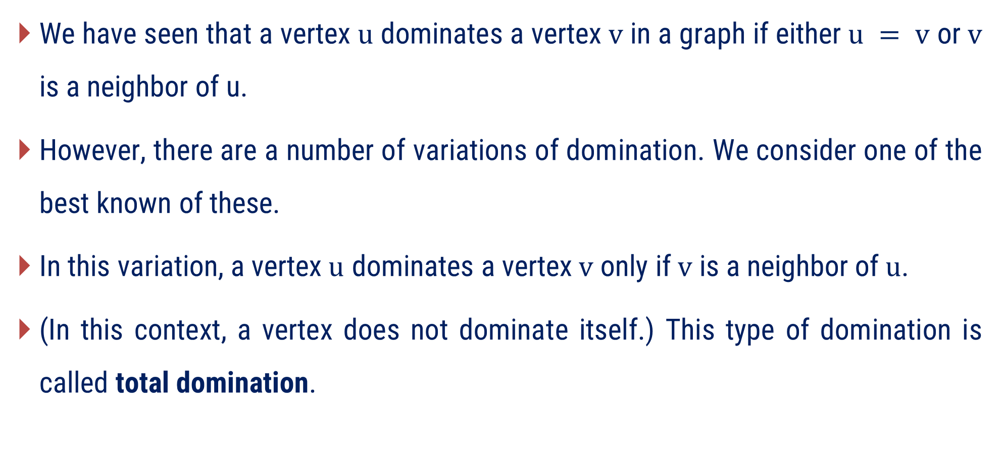 We have seen that a vertex u dominates a vertex v in a graph if either u = v or v
is a neighbor of u.
However, there are a number of variations of domination. We consider one of the
best known of these.
In this variation, a vertex u dominates a vertex v only if v is a neighbor of u.
(In this context, a vertex does not dominate itself.) This type of domination is
called total domination.